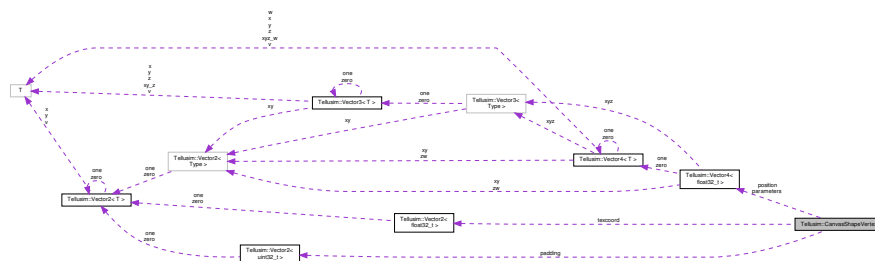 w
x
y
z
xyz_w
v
x
y
z
xy_z
v
one
zero
T
Tellusim::Vector3< T >
one
zero
Tellusim::Vector3<
Type >
xyz
x
y
v
xy
xy
xyz
one
zero
Tellusim::Vector2<
Type >
xy
zw
Tellusim::Vector4< T >
one
zero
Tellusim::Vector4<
float32_t >
one
zero
one
zero
xy
zw
position
parameters
Tellusim::Vector2< T >
one
zero
Tellusim::Vector2<
float32_t >
texcoord
Tellusim::CanvasShapeVertex
one
zero
Tellusim::Vector2<
uint32_t >
padding